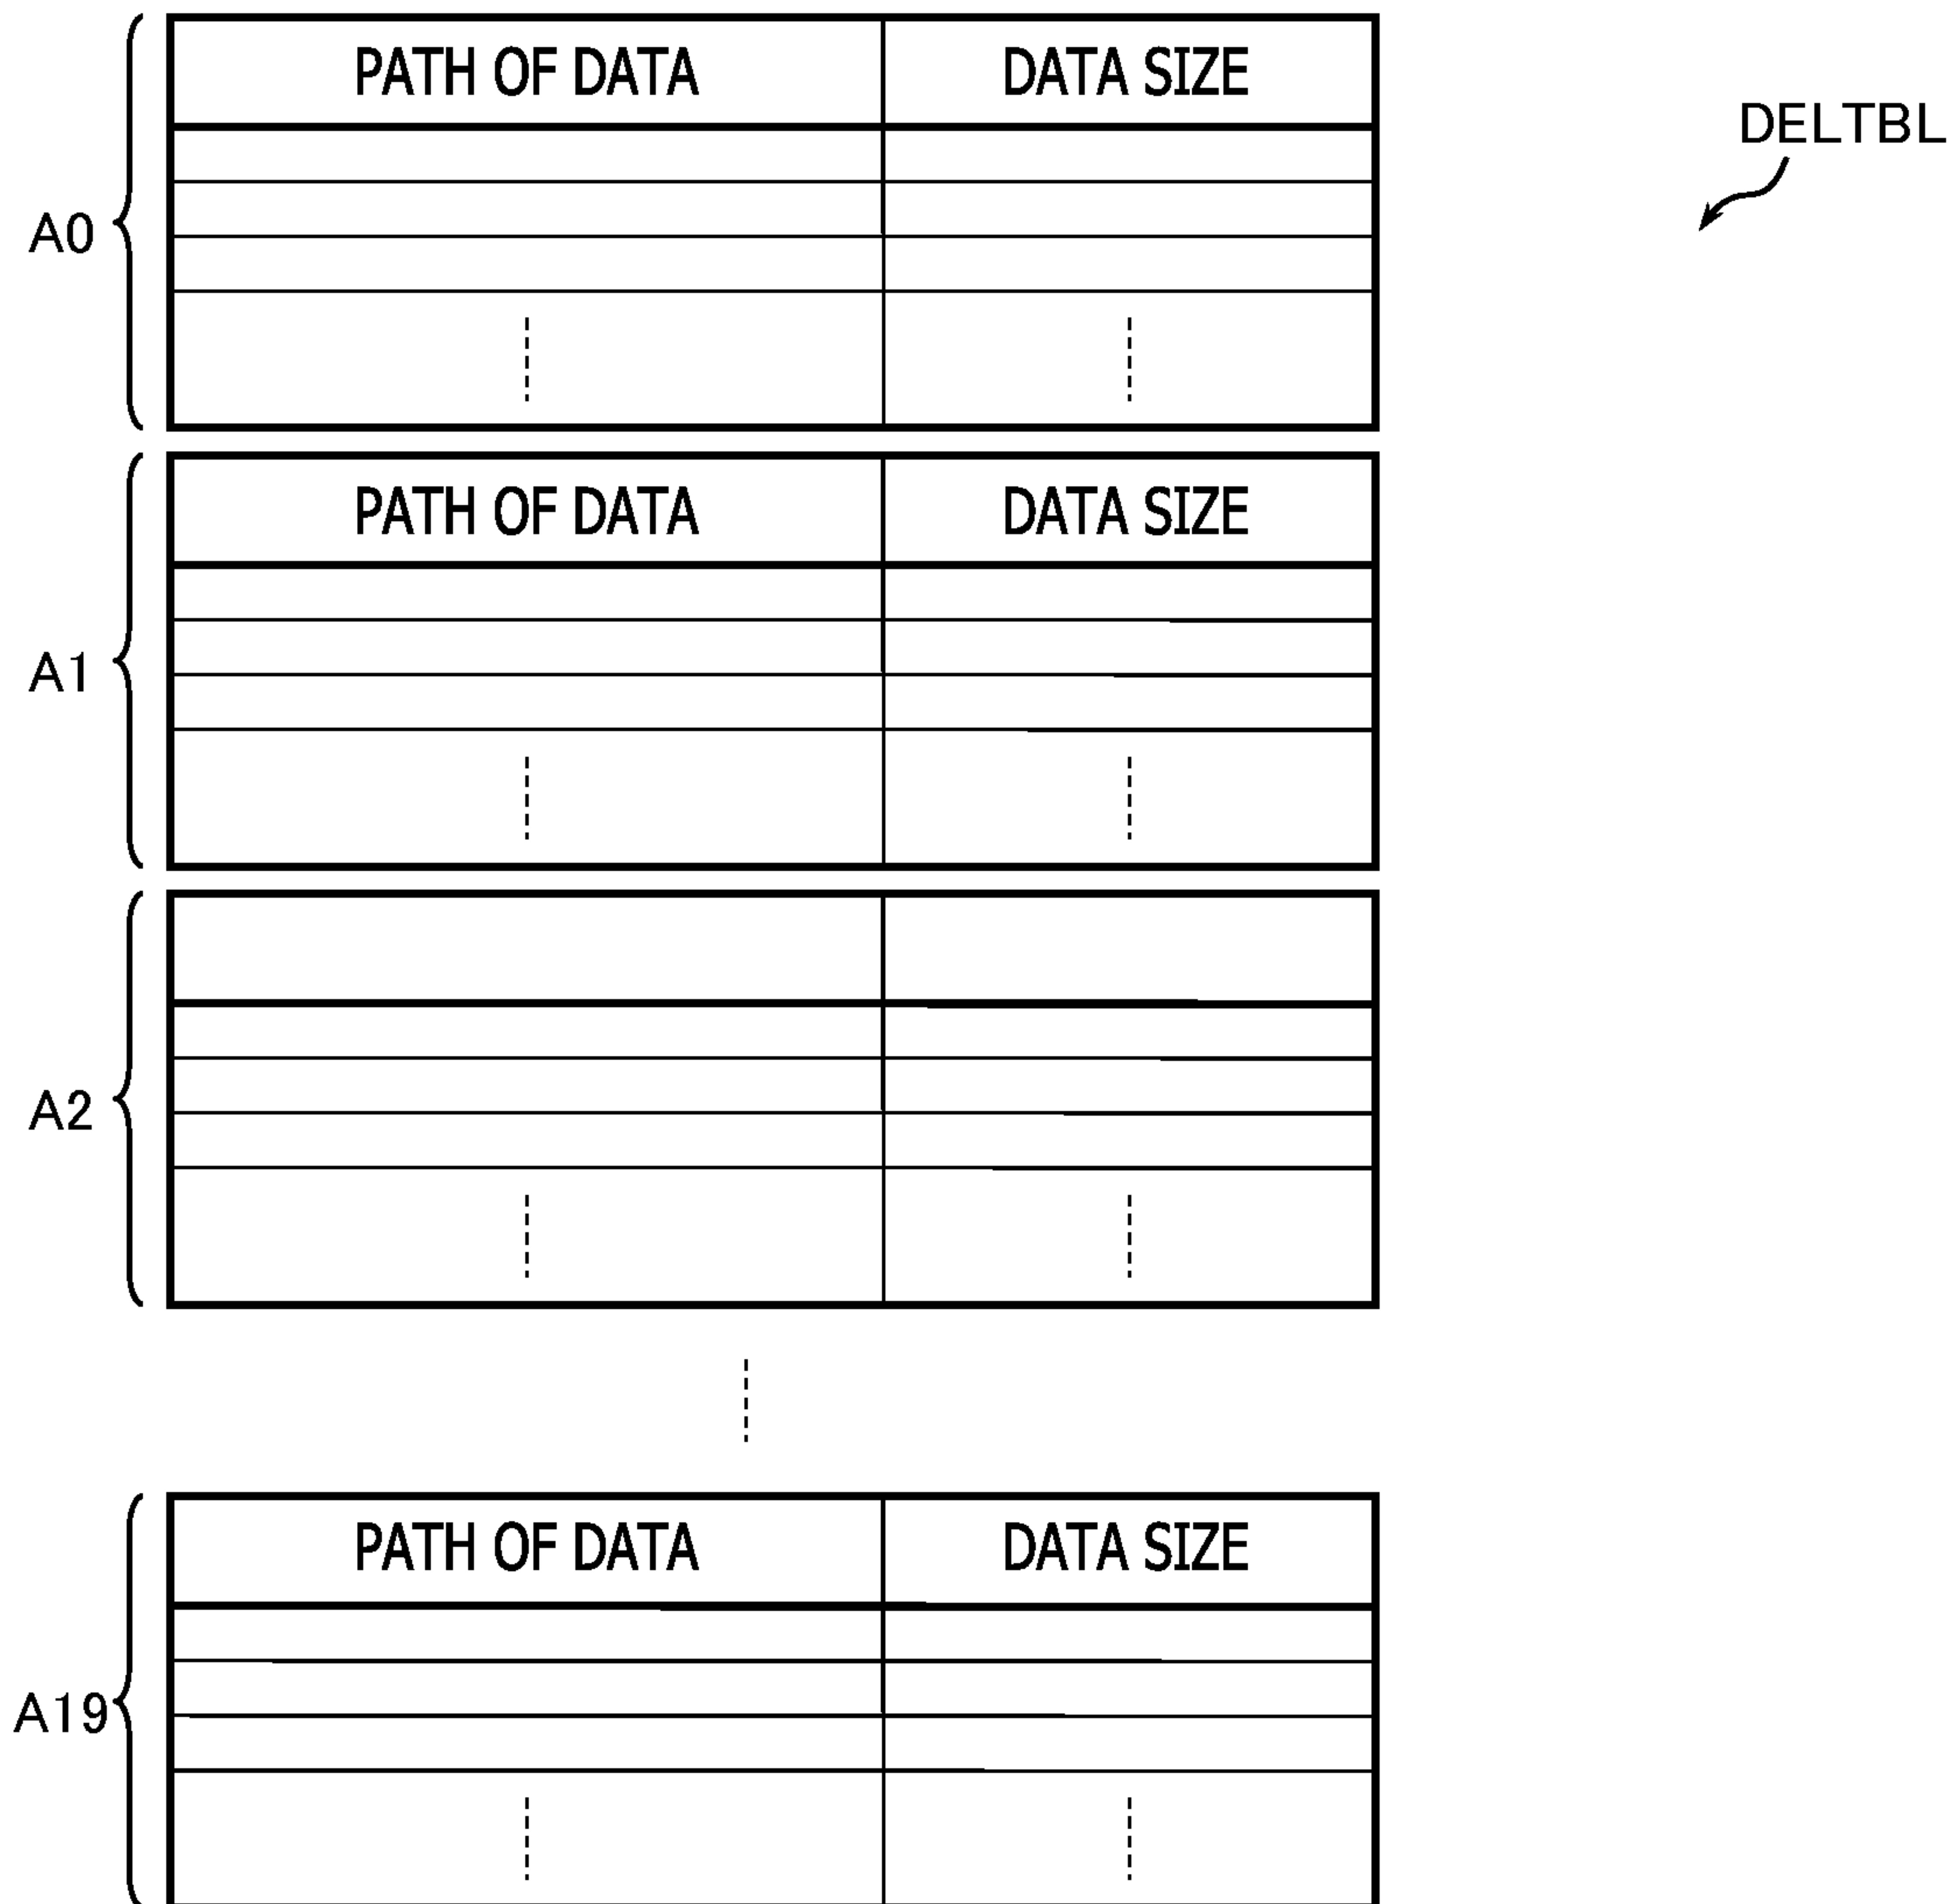 PATH OF DATA DATA SIZE
DELTBL
A0
PATH OF DATA DATA SIZE
A1
A2
PATH OF DATA DATA SIZE
A19